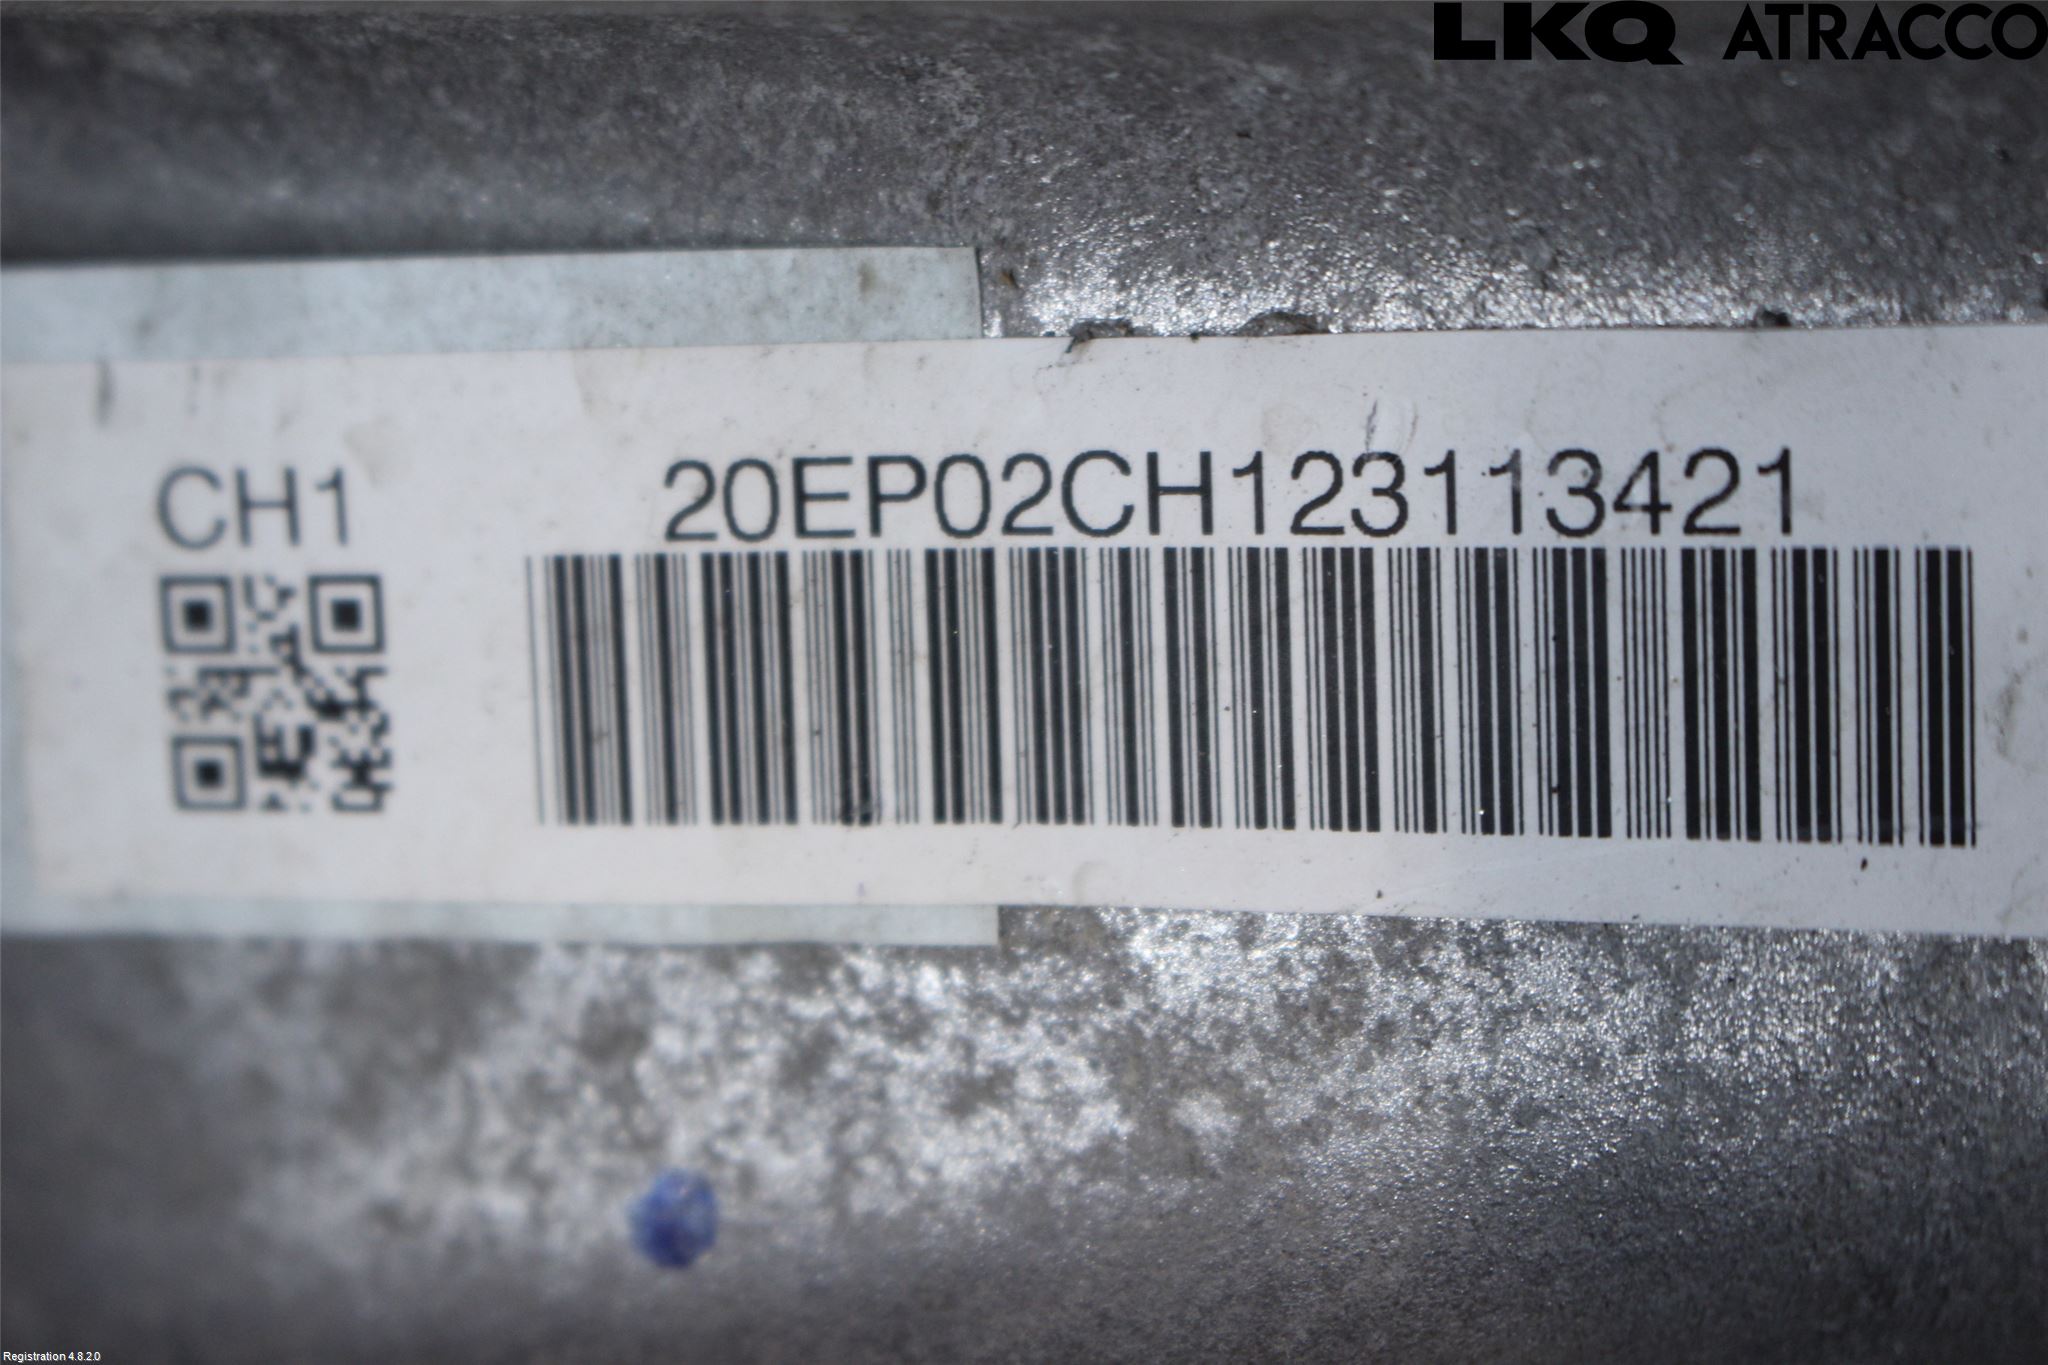 LKQ ATRACCO
CH1
20EP02CH123113421
Registration 4.8.2.0